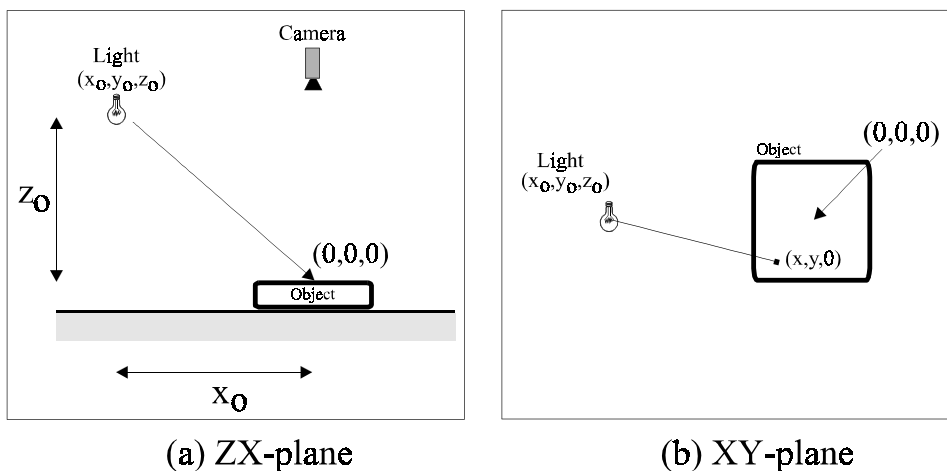 Camera
Light
(x0,y0,z0)
z0
(0,0,0)
Object
x0
(a) ZX-plane
(0,0,0)
Object
Light
(x0,y0,z0)
(x,y,0)
(b) XY-plane